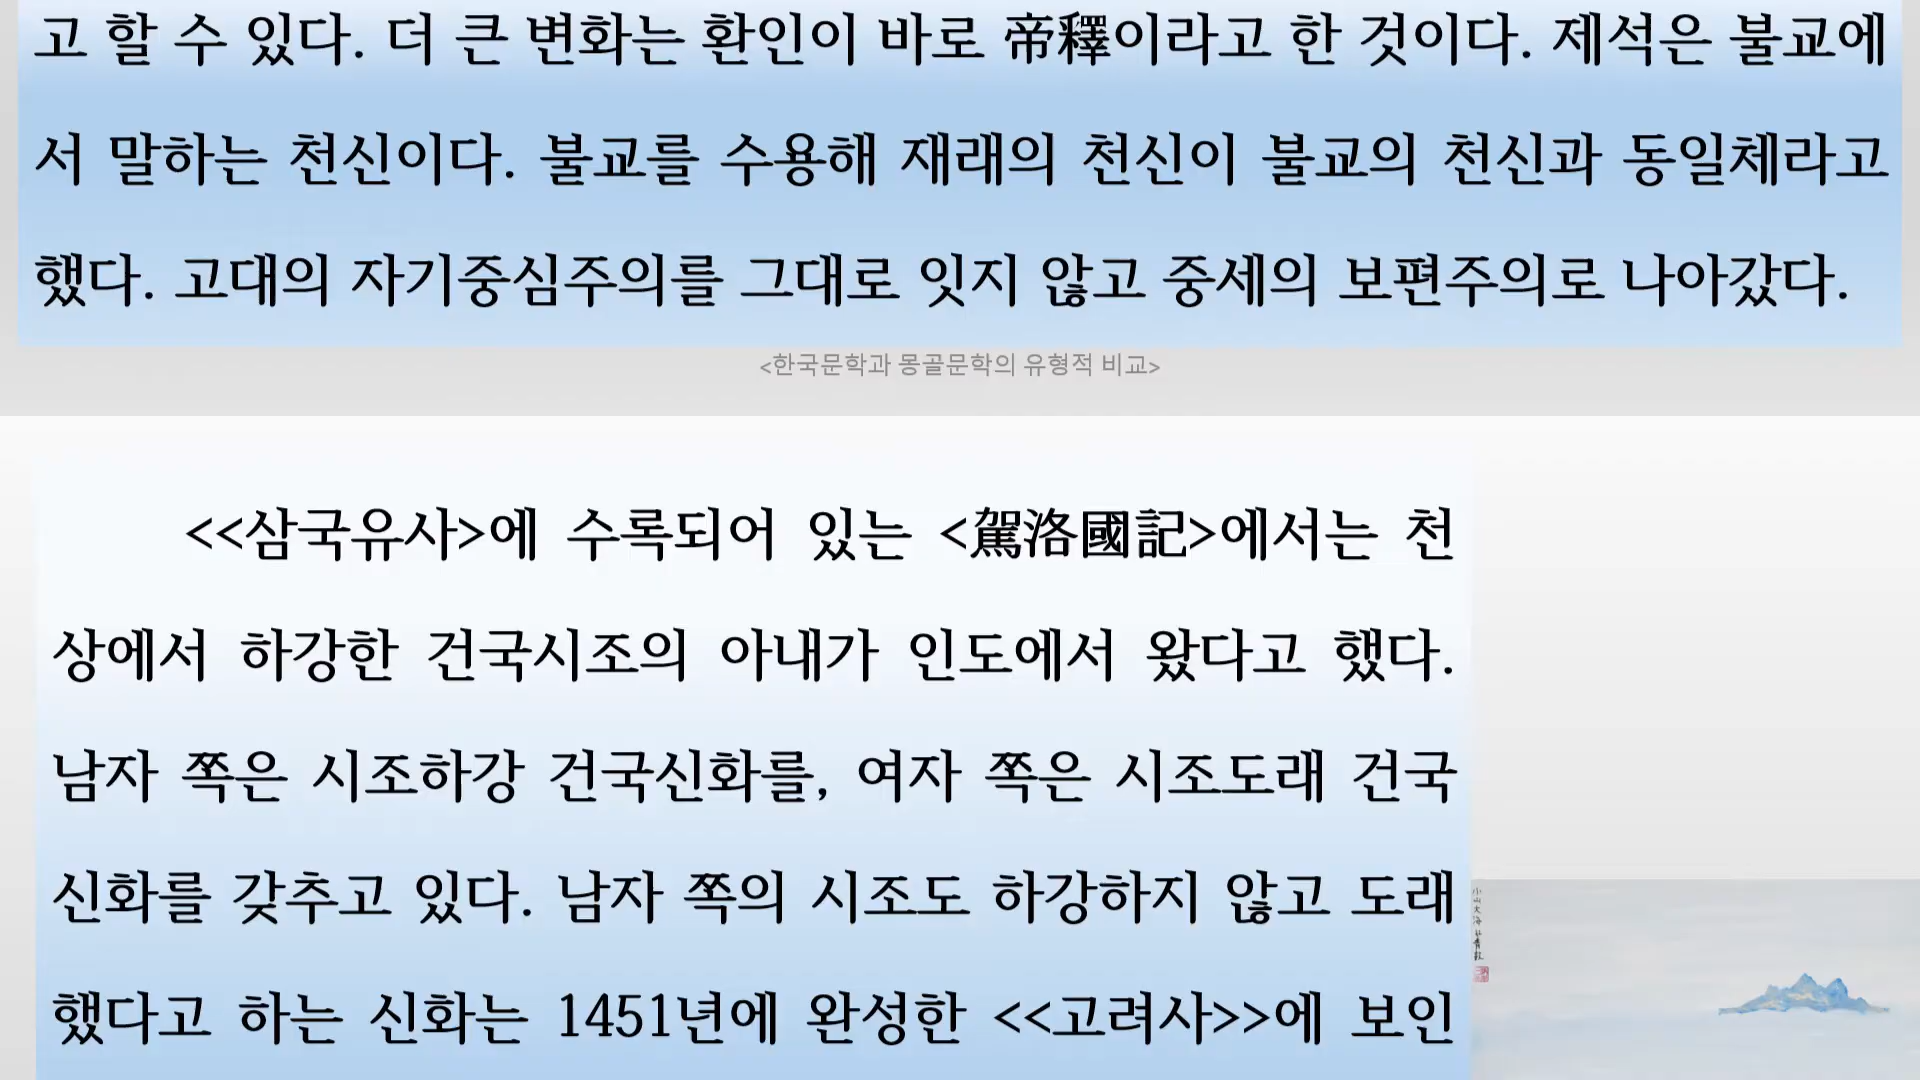 고 할 수 있다. 더 큰 변화는 환인이 바로 帝釋이라고 한 것이다. 제석은 불교에
서 말하는 천신이다. 불교를 수용해 재래의 천신이 불교의 천신과 동일체라고
했다. 고대의 자기중심주의를 그대로 잇지 않고 중세의 보편주의로 나아갔다.
<한국문학과 몽골문학의 유형적 비교>
<<삼국유사>에 수록되어 있는 <駕洛國記>에서는 천
상에서 하강한 건국시조의 아내가 인도에서 왔다고 했다.
남자 쪽은 시조하강 건국신화를, 여자 쪽은 시조도래 건국
신화를 갖추고 있다. 남자 쪽의 시조도 하강하지 않고 도래
했다고 하는 신화는 1451년에 완성한 <<고려사>>에 보인
小山大海